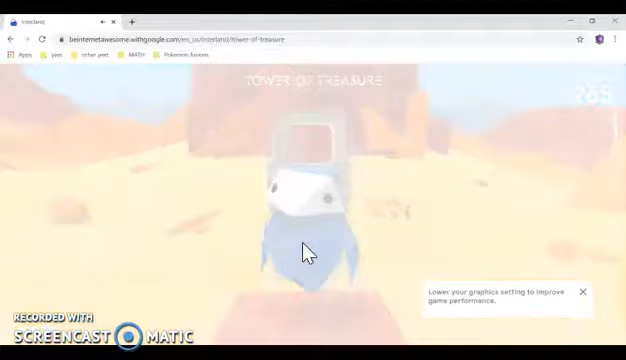 Interland
beinternetawesome.withgoogle.com/en_us/interland/tower-of-treasure
Apps yeet other yeet MATH Pokemon fusions
TOWER OF TREASURE
265
Lower your graphics setting to improve
game performance.
RECORDED WITH
SCREENCAST MATIC